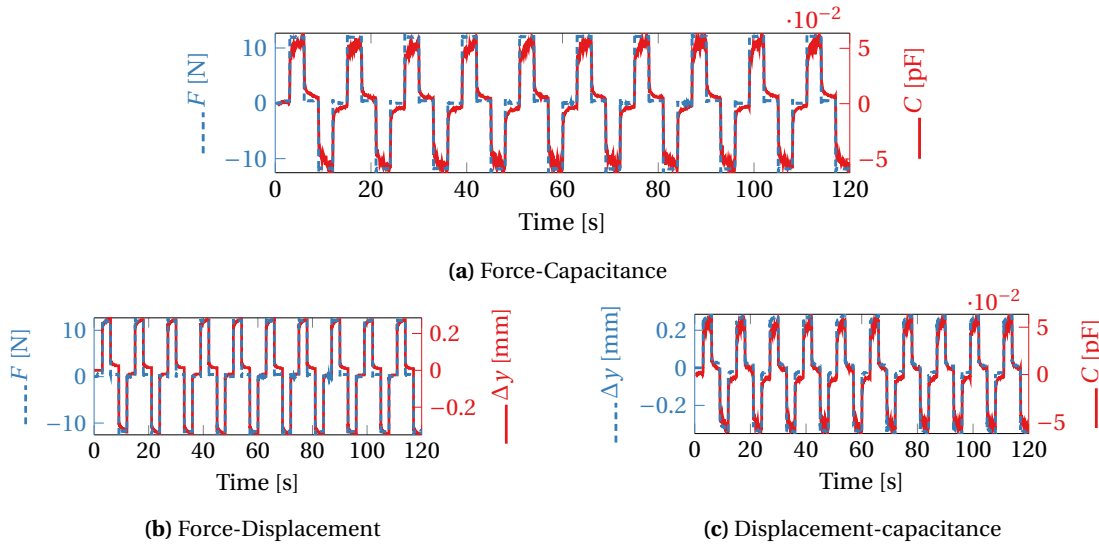 ·10⁻²
10
0
−10
F [N]
5
0
−5
C [pF]
0 20 40 60 80 100 120
Time [s]
(a) Force-Capacitance
10
0
−10
F [N]
0.2
0
−0.2
Δy [mm]
0 20 40 60 80 100 120
Time [s]
(b) Force-Displacement
·10⁻²
0.2
0
−0.2
Δy [mm]
5
0
−5
C [pF]
0 20 40 60 80 100 120
Time [s]
(c) Displacement-capacitance